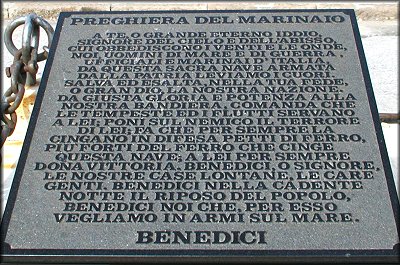 PREGHIERA DEL MARINAIO
A TE, O GRANDE ETERNO IDDIO,
SIGNORE DEL CIELO E DELL'ABISSO,
CUI OBBEDISCONO I VENTI E LE ONDE,
NOI, UOMINI DI MARE E DI GUERRA,
UFFICIALI E MARINAI D'ITALIA,
DA QUESTA SACRA NAVE ARMATA
DALLA PATRIA LEVIAMO I CUORI.
SALVA ED ESALTA, NELLA TUA FEDE,
O GRAN DIO, LA NOSTRA NAZIONE.
DA GIUSTA GLORIA E POTENZA ALLA
NOSTRA BANDIERA, COMANDA CHE
LE TEMPESTE ED I FLUTTI SERVANO
A LEI: PONI SUL NEMICO IL TERRORE
DI LEI; FA CHE PER SEMPRE LA
CINGANO IN DIFESA PETTI DI FERRO,
PIU FORTI DEL FERRO CHE CINGE
QUESTA NAVE; A LEI PER SEMPRE
DONA VITTORIA. BENEDICI, O SIGNORE,
LE NOSTRE CASE LONTANE, LE CARE
GENTI. BENEDICI NELLA CADENTE
NOTTE IL RIPOSO DEL POPOLO,
BENEDICI NOI CHE, PER ESSO
VEGLIAMO IN ARMI SUL MARE.
BENEDICI